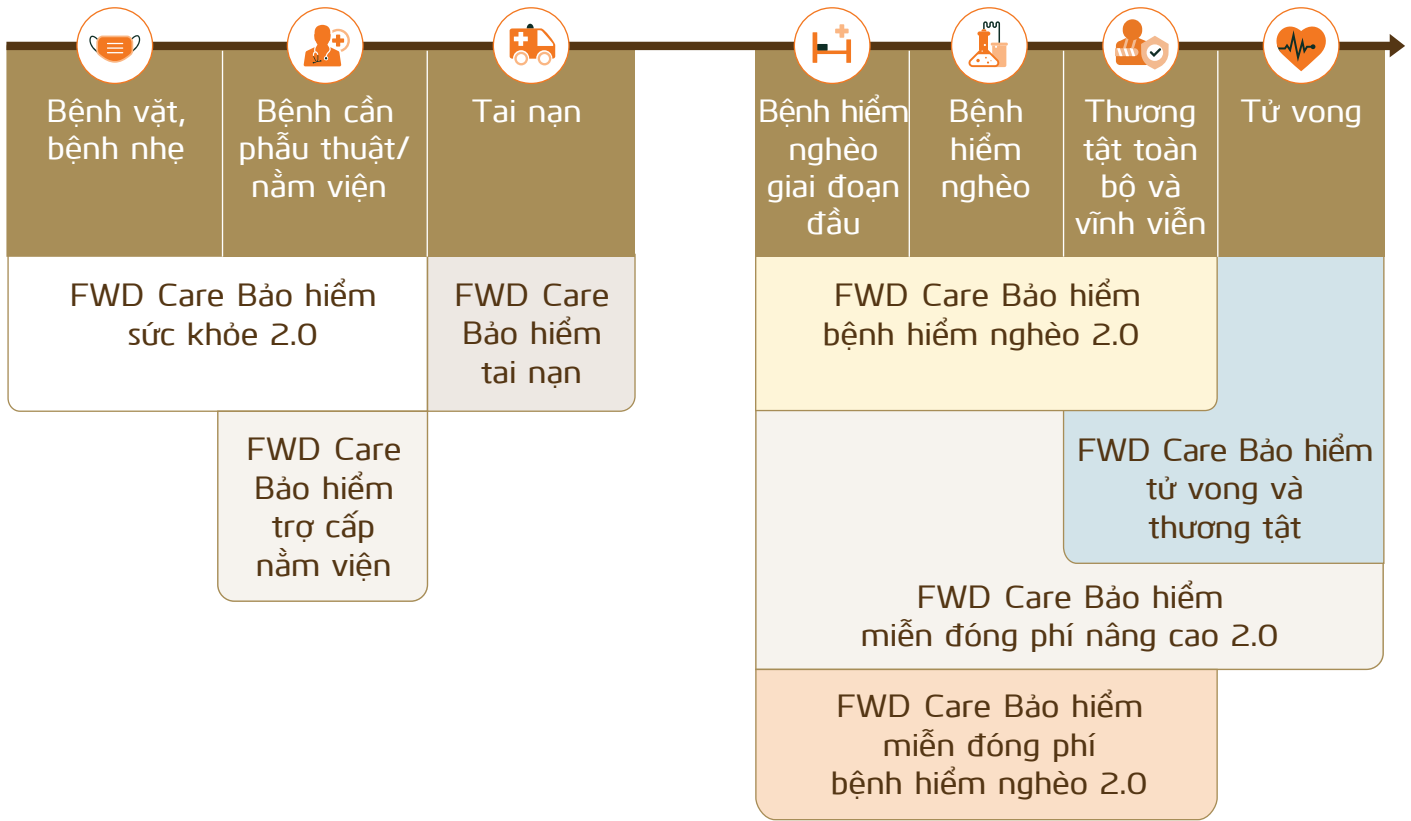 Bệnh vặt,
bệnh nhẹ
Bệnh cần
phẫu thuật/
nằm viện
Tai nạn
Bệnh hiểm
nghèo
giai đoạn
đầu
Bệnh
hiểm
nghèo
Thương
tật toàn
bộ và
vĩnh viễn
Tử vong
FWD Care Bảo hiểm
sức khỏe 2.0
FWD Care
Bảo hiểm
tai nạn
FWD Care Bảo hiểm
bệnh hiểm nghèo 2.0
FWD Care
Bảo hiểm
trợ cấp
nằm viện
FWD Care Bảo hiểm
tử vong và
thương tật
FWD Care Bảo hiểm
miễn đóng phí nâng cao 2.0
FWD Care Bảo hiểm
miễn đóng phí
bệnh hiểm nghèo 2.0